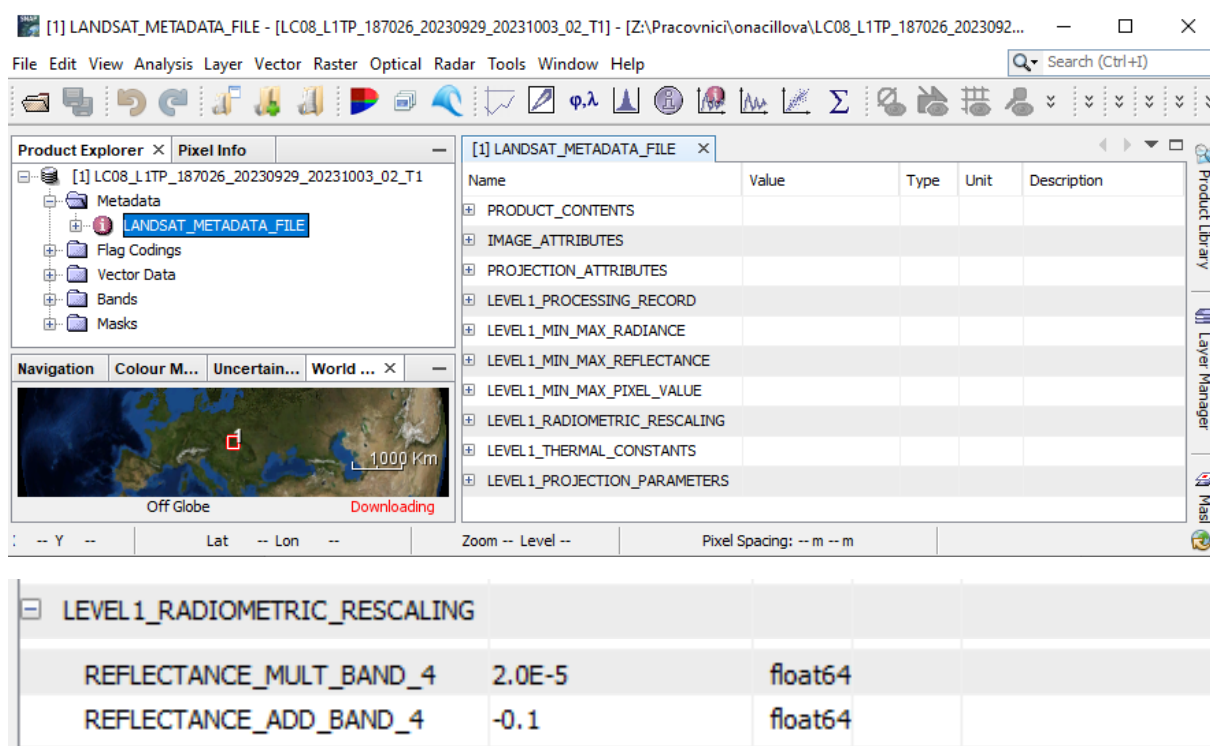 [1] LANDSAT_METADATA_FILE - [LC08_L1TP_187026_20230929_20231003_02_T1] - [Z:\Pracovnici\onacillova\LC08_L1TP_187026_2023092...
File Edit View Analysis Layer Vector Raster Optical Radar Tools Window Help
Search (Ctrl+I)
Product Explorer Pixel Info
[1] LC08_L1TP_187026_20230929_20231003_02_T1
Metadata
LANDSAT_METADATA_FILE
Flag Codings
Vector Data
Bands
Masks
Navigation Colour M... Uncertain... World ...
1000 Km
Off Globe Downloading
[1] LANDSAT_METADATA_FILE
Name Value Type Unit Description
PRODUCT_CONTENTS
IMAGE_ATTRIBUTES
PROJECTION_ATTRIBUTES
LEVEL1_PROCESSING_RECORD
LEVEL1_MIN_MAX_RADIANCE
LEVEL1_MIN_MAX_REFLECTANCE
LEVEL1_MIN_MAX_PIXEL_VALUE
LEVEL1_RADIOMETRIC_RESCALING
LEVEL1_THERMAL_CONSTANTS
LEVEL1_PROJECTION_PARAMETERS
Product Library
Layer Manager
-- Y -- Lat -- Lon -- Zoom -- Level -- Pixel Spacing: -- m -- m
LEVEL1_RADIOMETRIC_RESCALING
REFLECTANCE_MULT_BAND_4 2.0E-5 float64
REFLECTANCE_ADD_BAND_4 -0.1 float64